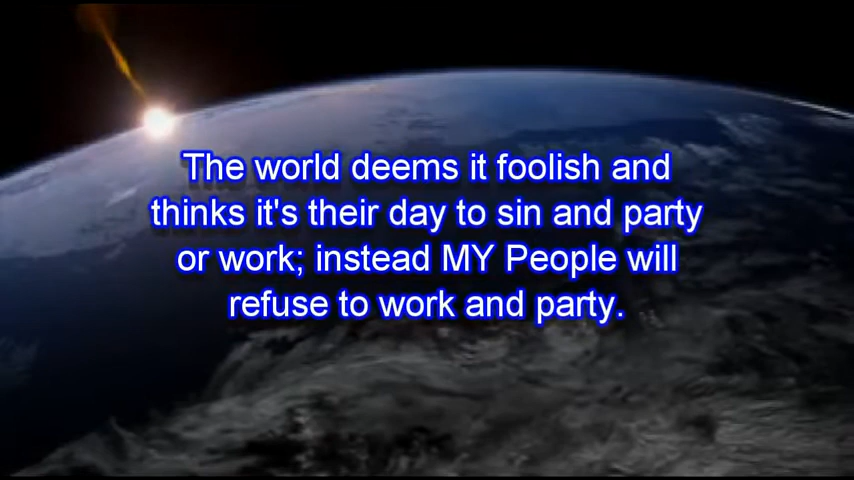 The world deems it foolish and
thinks it's their day to sin and party
or work; instead MY People will
refuse to work and party.